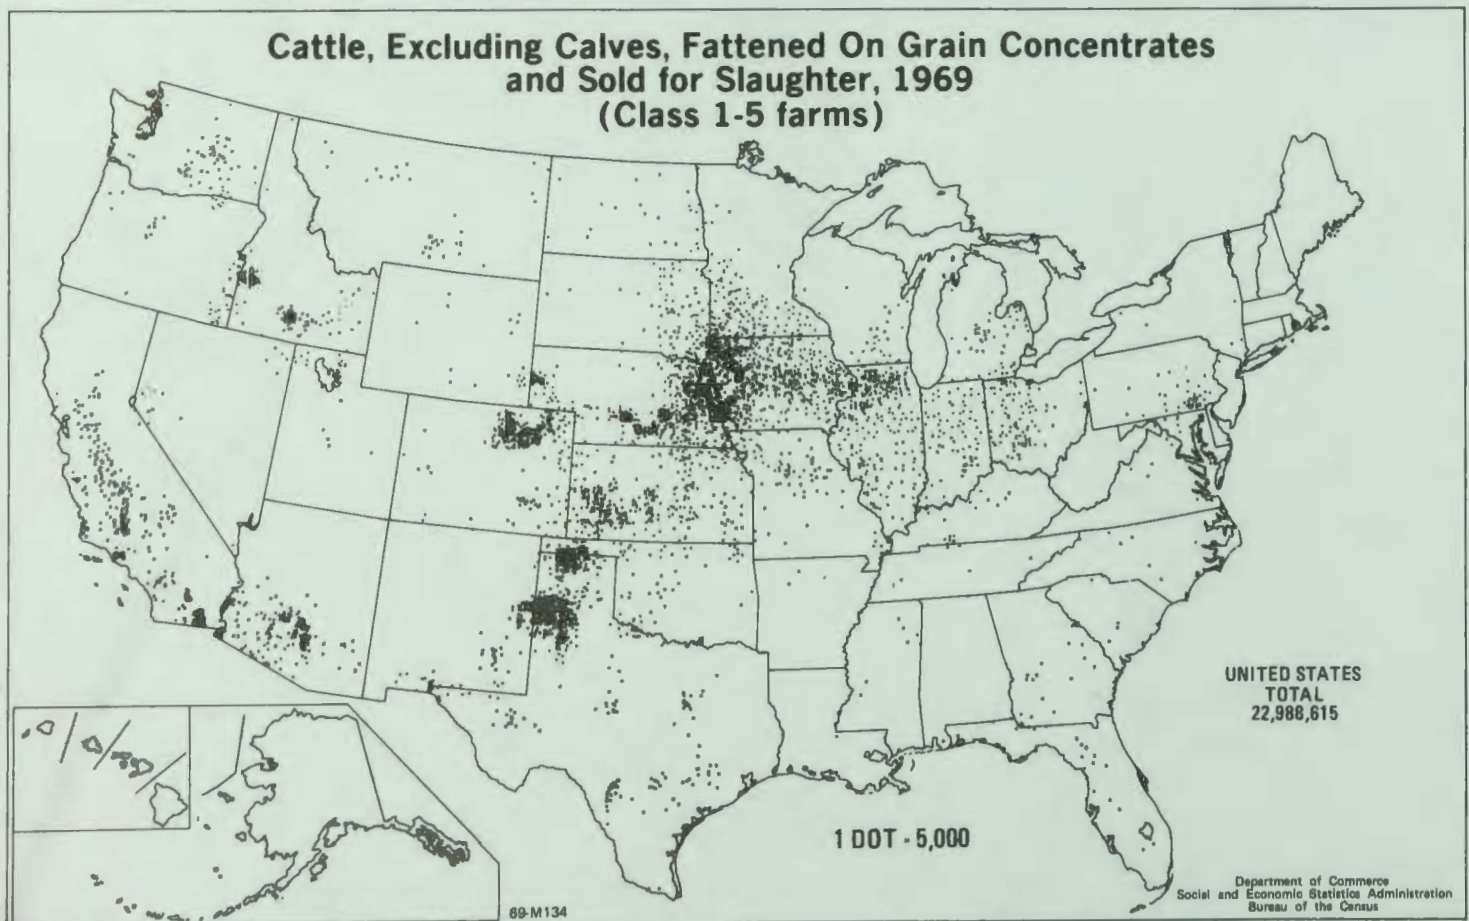 Cattle, Excluding Calves, Fattened On Grain Concentrates
and Sold for Slaughter, 1969
(Class 1-5 farms)
UNITED STATES
TOTAL
22,988,615
1 DOT - 5,000
Department of Commerce
Social and Economic Statistics Administration
Bureau of the Census
69-M134